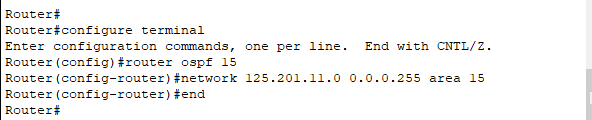 Router#
Router#configure terminal
Enter configuration commands, one per line.  End with CNTL/Z.
Router(config)#router ospf 15
Router(config-router)#network 125.201.11.0 0.0.0.255 area 15
Router(config-router)#end
Router#